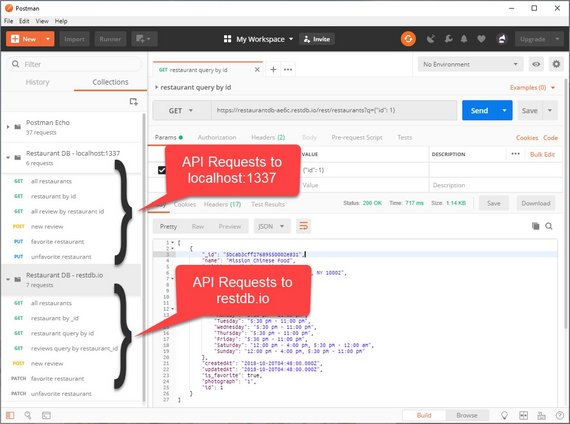 Postman
File Edit View Help
New Import Runner My Workspace Invite Upgrade
Filter
History Collections
Postman Echo
37 requests
Restaurant DB - localhost:1337
6 requests
GET all restaurants
GET restaurant by id
GET all review by restaurant id
POST new review
PUT favorite restaurant
PUT unfavorite restaurant
Restaurant DB - restdb.io
7 requests
GET all restaurants
GET restaurant by _id
GET restaurant query by id
GET reviews query by restaurant_id
POST new review
PATCH favorite restaurant
PATCH unfavorite restaurant
API Requests to
localhost:1337
API Requests to
restdb.io
restaurant query by id
No Environment
restaurant query by id Examples (0)
GET https://restaurantdb-ae6c.restdb.io/rest/restaurants?q={"id": 1} Send Save
Params Authorization Headers (2) Body Pre-request Script Tests Cookies Code
VALUE DESCRIPTION Bulk Edit
{"id": 1}
Value Description
Cookies Headers (17) Test Results Status: 200 OK Time: 717 ms Size: 1.14 KB Save Download
Pretty Raw Preview JSON
1 [
2 {
3 "_id":
4 "name": "Mission Chinese Food",
NY 10002",
"Tuesday": "5:30 pm - 11:00 pm",
"Wednesday": "5:30 pm - 11:00 pm",
"Thursday": "5:30 pm - 11:00 pm",
"Friday": "5:30 pm - 11:00 pm",
"Saturday": "12:00 pm - 4:00 pm, 5:30 pm - 12:00 am",
"Sunday": "12:00 pm - 4:00 pm, 5:30 pm - 11:00 pm"
},
"createdAt": "2018-10-20T04:48:00.000Z",
"updatedAt": "2018-10-20T04:48:00.000Z",
"is_favorite": true,
"photograph": "1",
"id": 1
}
]
Build Browse